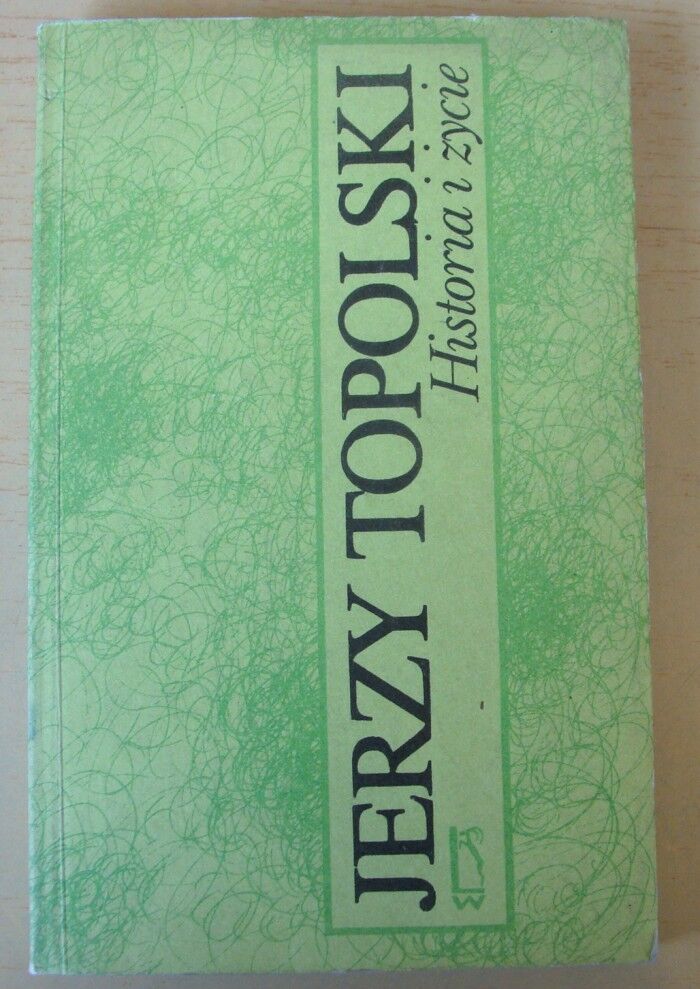 JERZY TOPOLSKI
Historia i życie